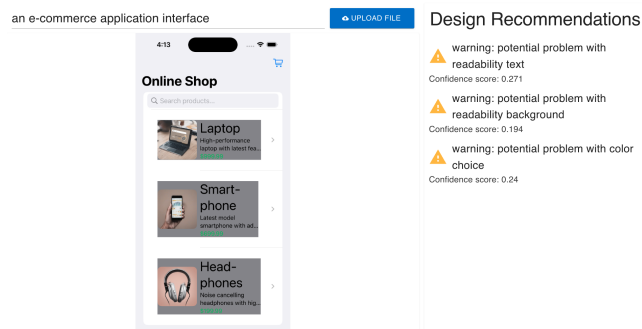 an e-commerce application interface
UPLOAD FILE
4:13
Online Shop
Search products...
Laptop
High-performance
laptop with latest fea...
Smart-
phone
Latest model
smartphone with ad...
Head-
phones
Noise cancelling
headphones with hig...
Design Recommendations
warning: potential problem with
readability text
Confidence score: 0.271
warning: potential problem with
readability background
Confidence score: 0.194
warning: potential problem with color
choice
Confidence score: 0.24